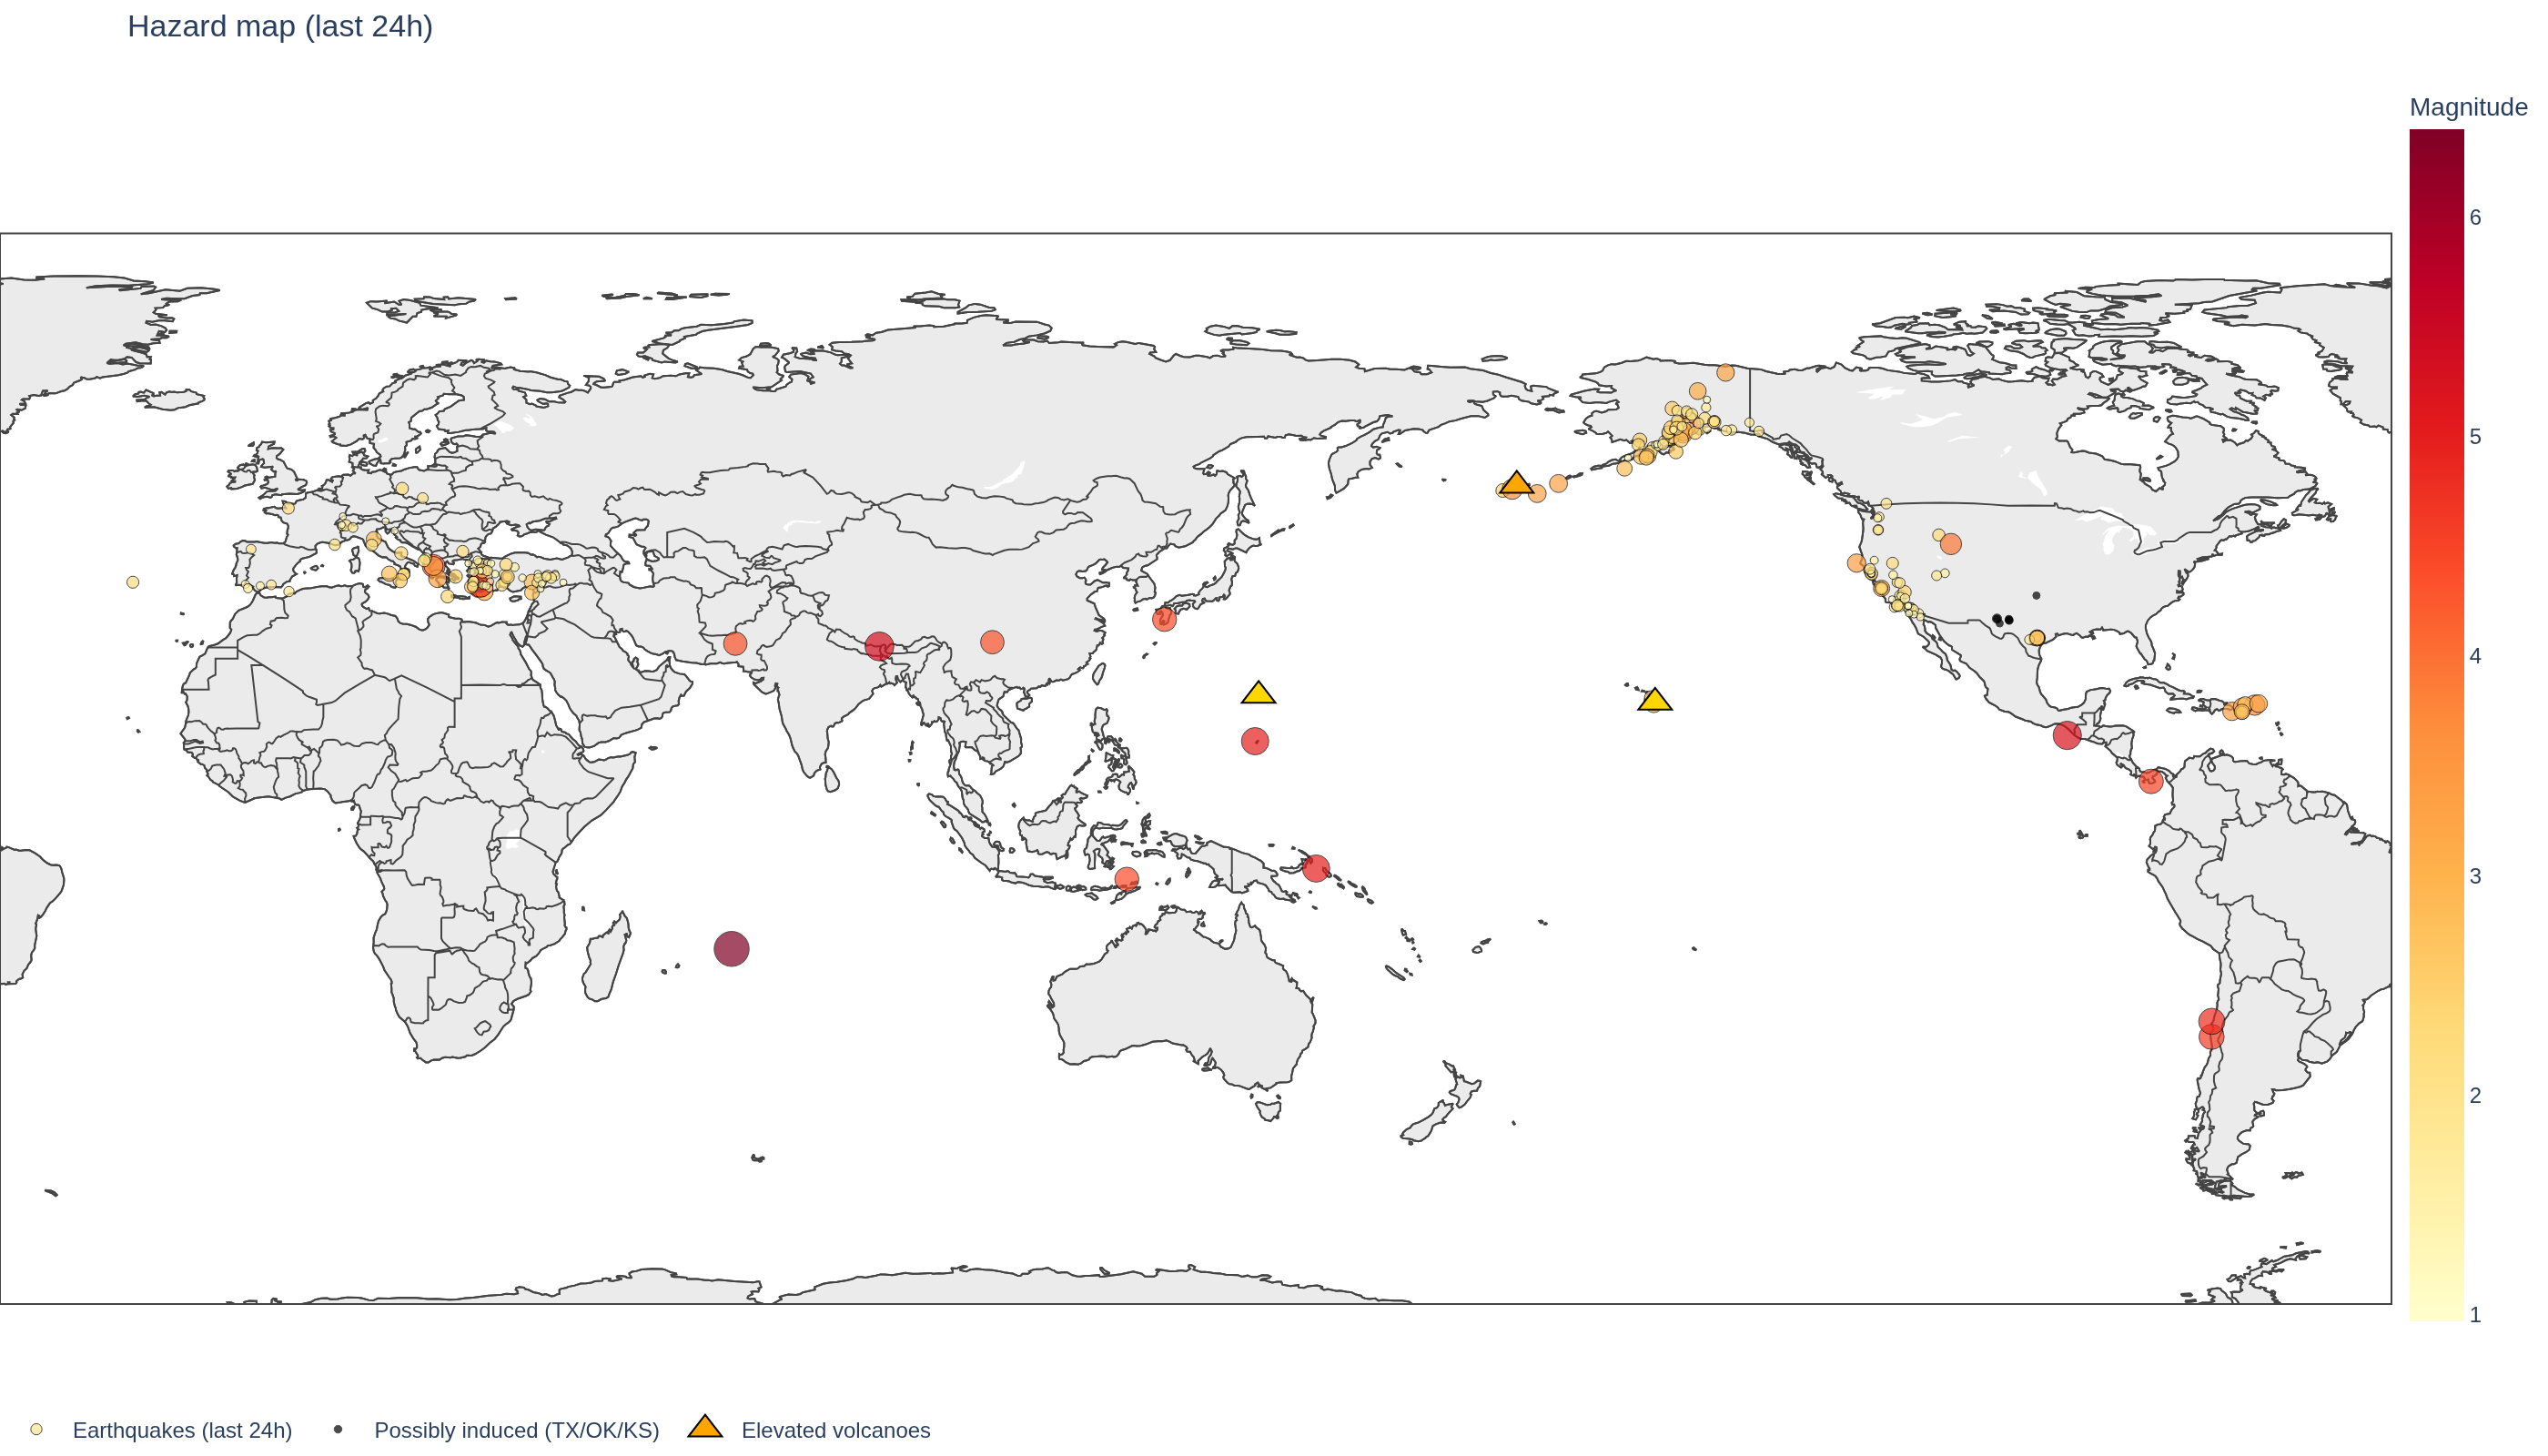 Hazard map (last 24h)
Magnitude
6
5
4
3
2
1
Earthquakes (last 24h)
Possibly induced (TX/OK/KS)
Elevated volcanoes